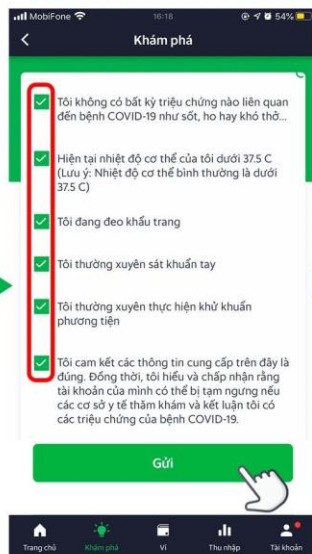 MobiFone 16:18 54%
Khám phá
Tôi không có bất kỳ triệu chứng nào liên quan
đến bệnh COVID-19 như sốt, ho hay khó thở...
Hiện tại nhiệt độ cơ thể của tôi dưới 37.5 C
(Lưu ý: Nhiệt độ cơ thể bình thường là dưới
37.5 C)
Tôi đang đeo khẩu trang
Tôi thường xuyên sát khuẩn tay
Tôi thường xuyên thực hiện khử khuẩn
phương tiện
Tôi cam kết các thông tin cung cấp trên đây là
đúng. Đồng thời, tôi hiểu và chấp nhận rằng
tài khoản của mình có thể bị tạm ngưng nếu
các cơ sở y tế thăm khám và kết luận tôi có
các triệu chứng của bệnh COVID-19.
Gửi
Trang chủ Khám phá Ví Thu nhập Tài khoản